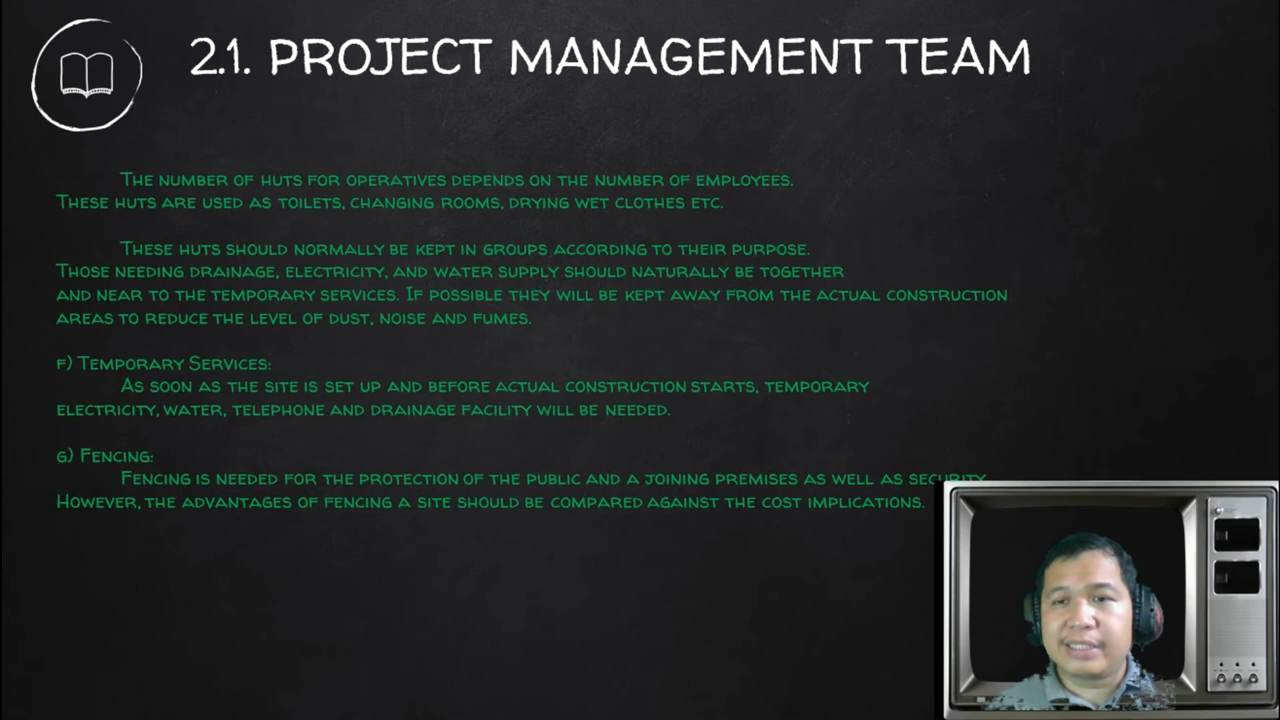 2.1. PROJECT MANAGEMENT TEAM
The number of huts for operatives depends on the number of employees.
These huts are used as toilets, changing rooms, drying wet clothes etc.
These huts should normally be kept in groups according to their purpose.
Those needing drainage, electricity, and water supply should naturally be together
and near to the temporary services. If possible they will be kept away from the actual construction
areas to reduce the level of dust, noise and fumes.
f) Temporary Services:
As soon as the site is set up and before actual construction starts, temporary
electricity, water, telephone and drainage facility will be needed.
g) Fencing:
Fencing is needed for the protection of the public and a joining premises as well as security
However, the advantages of fencing a site should be compared against the cost implications.